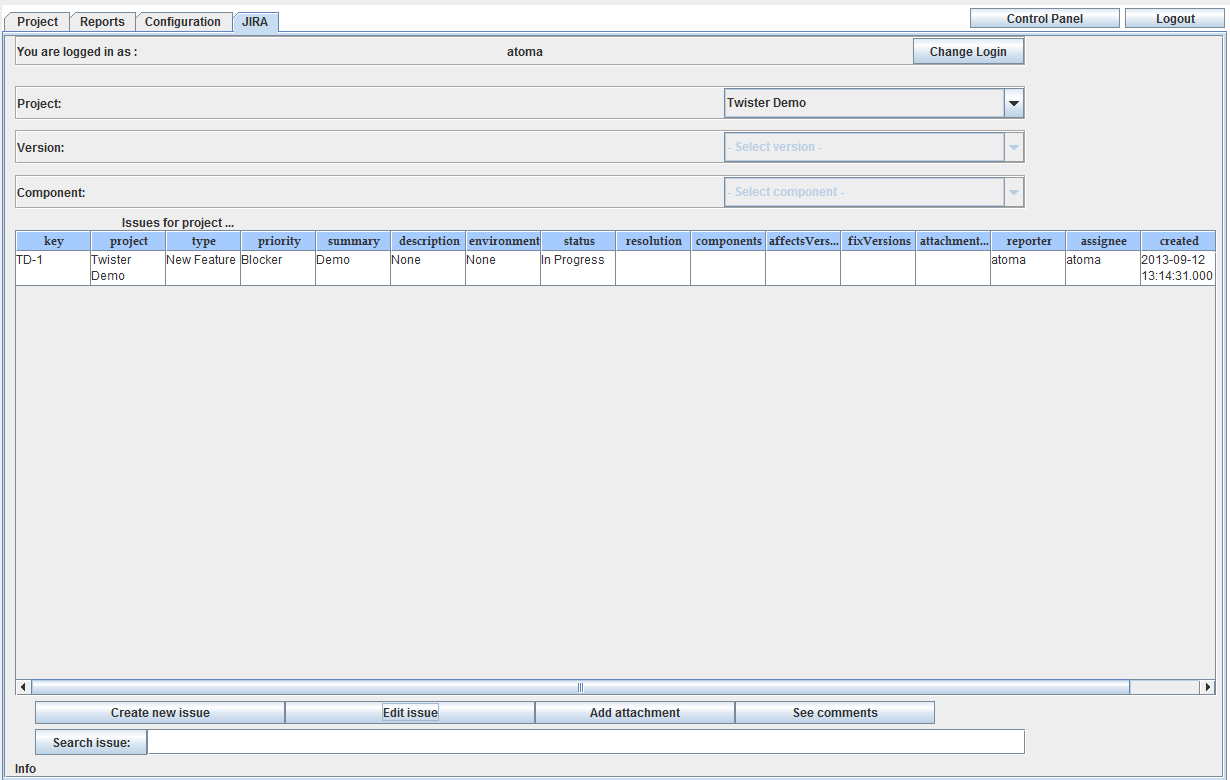 Project Reports Configuration JIRA Control Panel Logout
You are logged in as : atoma Change Login
Project: Twister Demo
Version: - Select version -
Component: - Select component -
Issues for project ...
key project type priority summary description environment status resolution components affectsVers... fixVersions attachment... reporter assignee created
TD-1 Twister New Feature Blocker Demo None None In Progress atoma atoma 2013-09-12
Demo 13:14:31.000
Create new issue Edit issue Add attachment See comments
Search issue:
Info